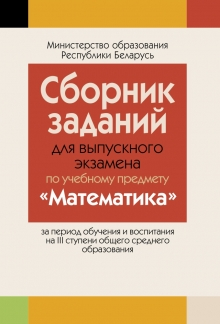 Министерство образования
Республики Беларусь
Сборник
заданий
для выпускного
экзамена
по учебному предмету
«Математика»
за период обучения и воспитания
на III ступени общего среднего
образования